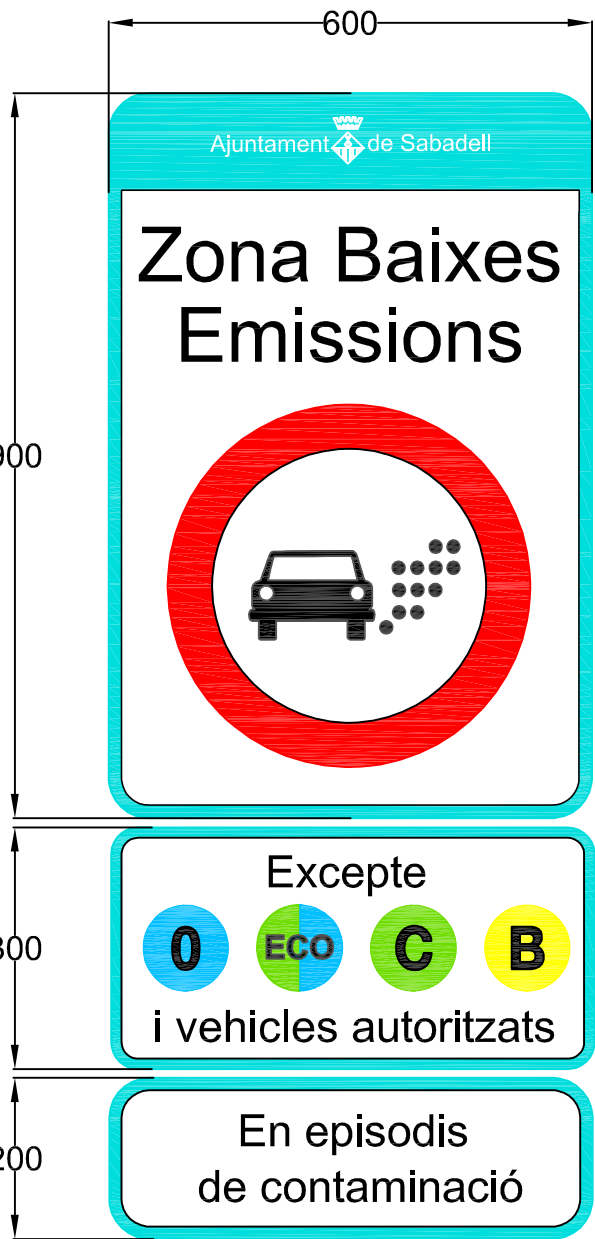 600
Ajuntament de Sabadell
Zona Baixes
Emissions
900
Excepte
0 ECO C B
300
i vehicles autoritzats
En episodis
200
de contaminació